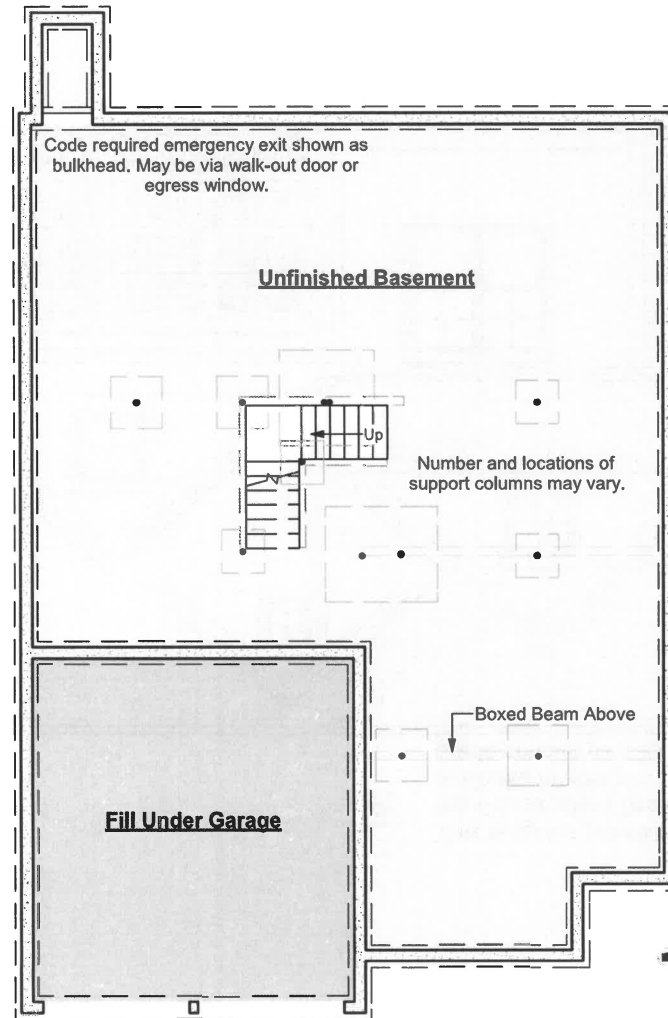 Code required emergency exit shown as
bulkhead. May be via walk-out door or
egress window.
Unfinished Basement
Up
Number and locations of
support columns may vary.
Boxed Beam Above
Fill Under Garage